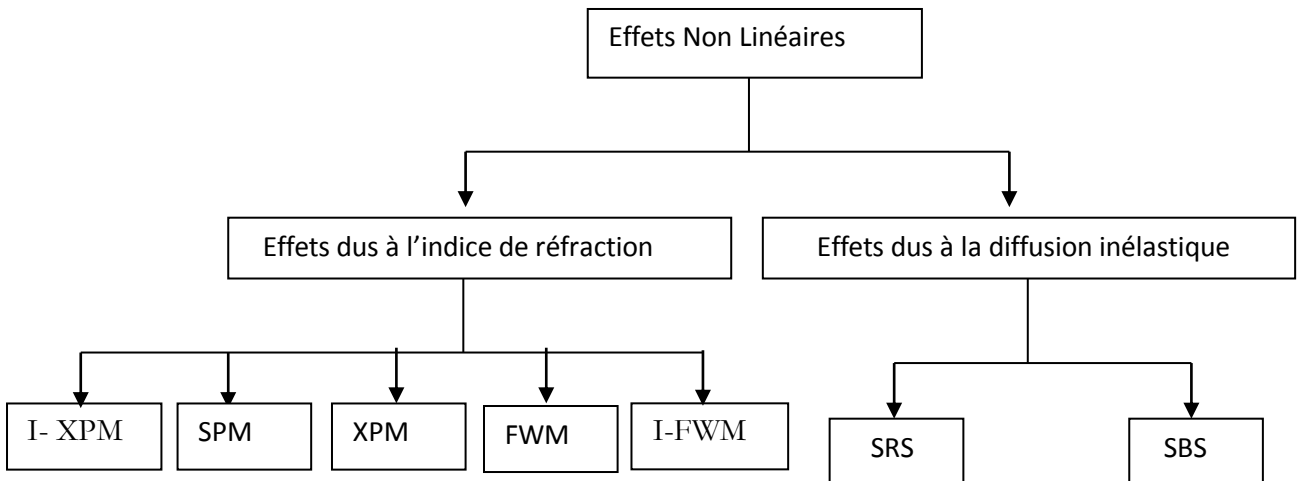 Effets Non Linéaires
Effets dus à l’indice de réfraction
Effets dus à la diffusion inélastique
I- XPM
SPM
XPM
FWM
I-FWM
SRS
SBS